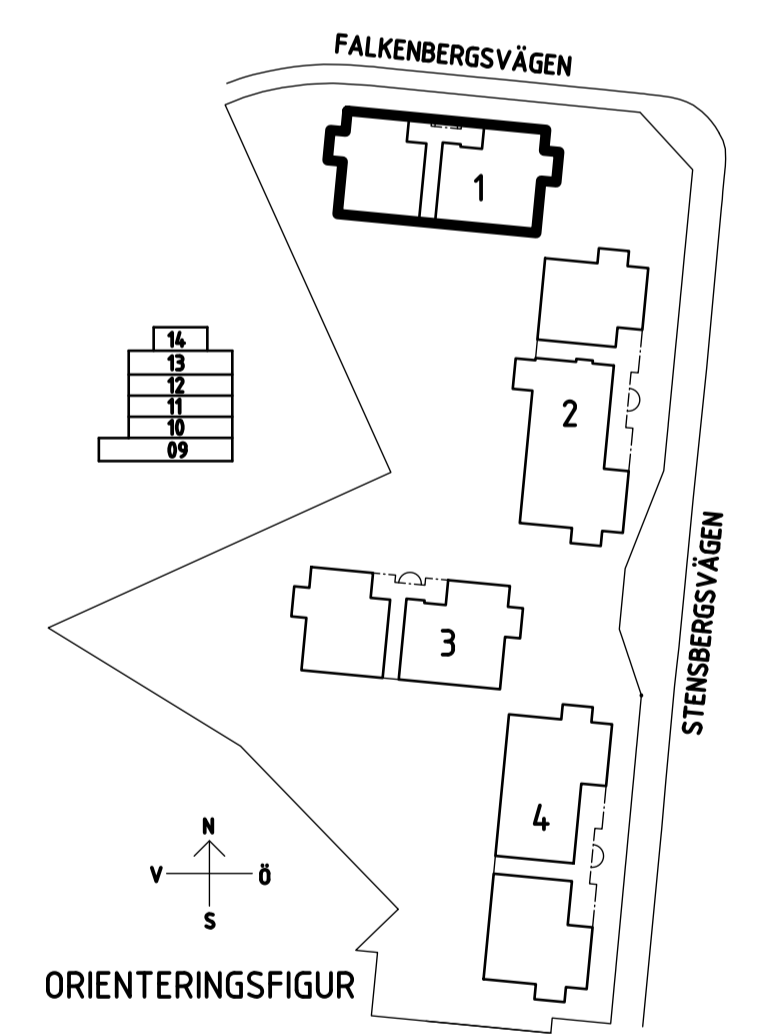 FALKENBERGSVÄGEN
1
14
13
12
11
10
09
2
STENSBERGSVÄGEN
3
4
N
V Ö
S
ORIENTERINGSFIGUR